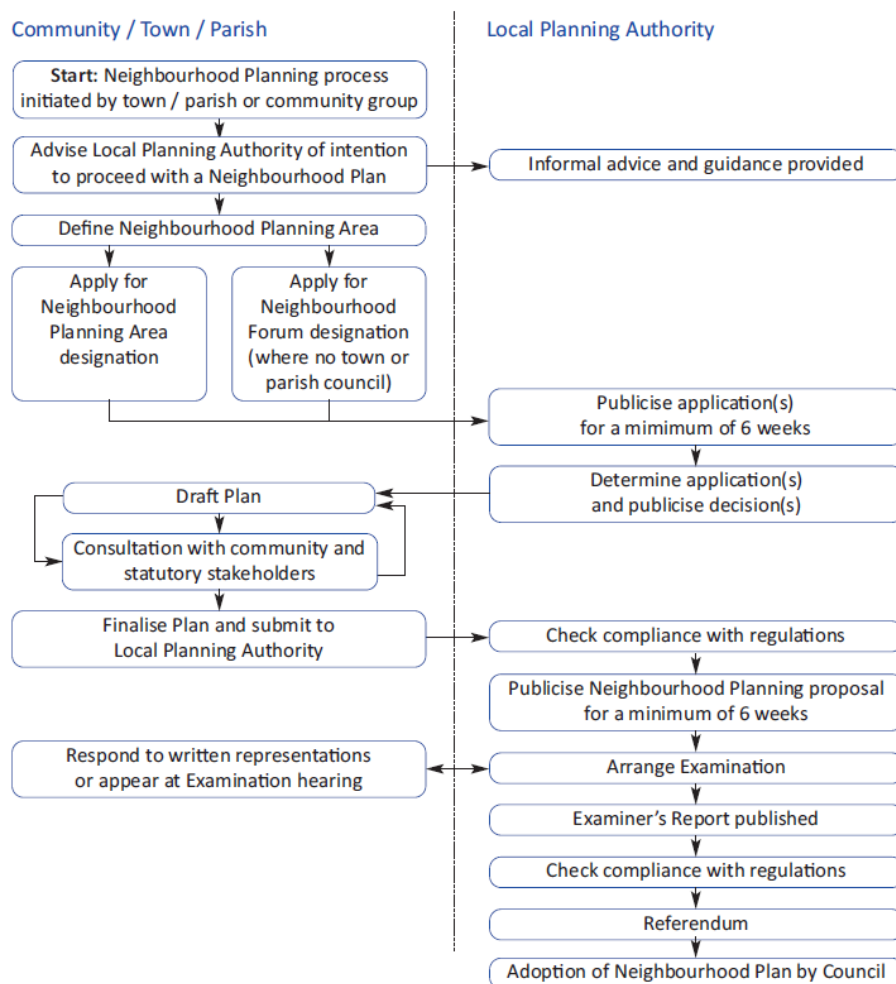 Community / Town / Parish
Local Planning Authority
Start: Neighbourhood Planning process
initiated by town / parish or community group
Advise Local Planning Authority of intention
to proceed with a Neighbourhood Plan
Informal advice and guidance provided
Define Neighbourhood Planning Area
Apply for
Neighbourhood
Planning Area
designation
Apply for
Neighbourhood
Forum designation
(where no town or
parish council)
Publicise application(s)
for a mimimum of 6 weeks
Determine application(s)
and publicise decision(s)
Draft Plan
Consultation with community and
statutory stakeholders
Finalise Plan and submit to
Local Planning Authority
Check compliance with regulations
Publicise Neighbourhood Planning proposal
for a minimum of 6 weeks
Respond to written representations
or appear at Examination hearing
Arrange Examination
Examiner's Report published
Check compliance with regulations
Referendum
Adoption of Neighbourhood Plan by Council